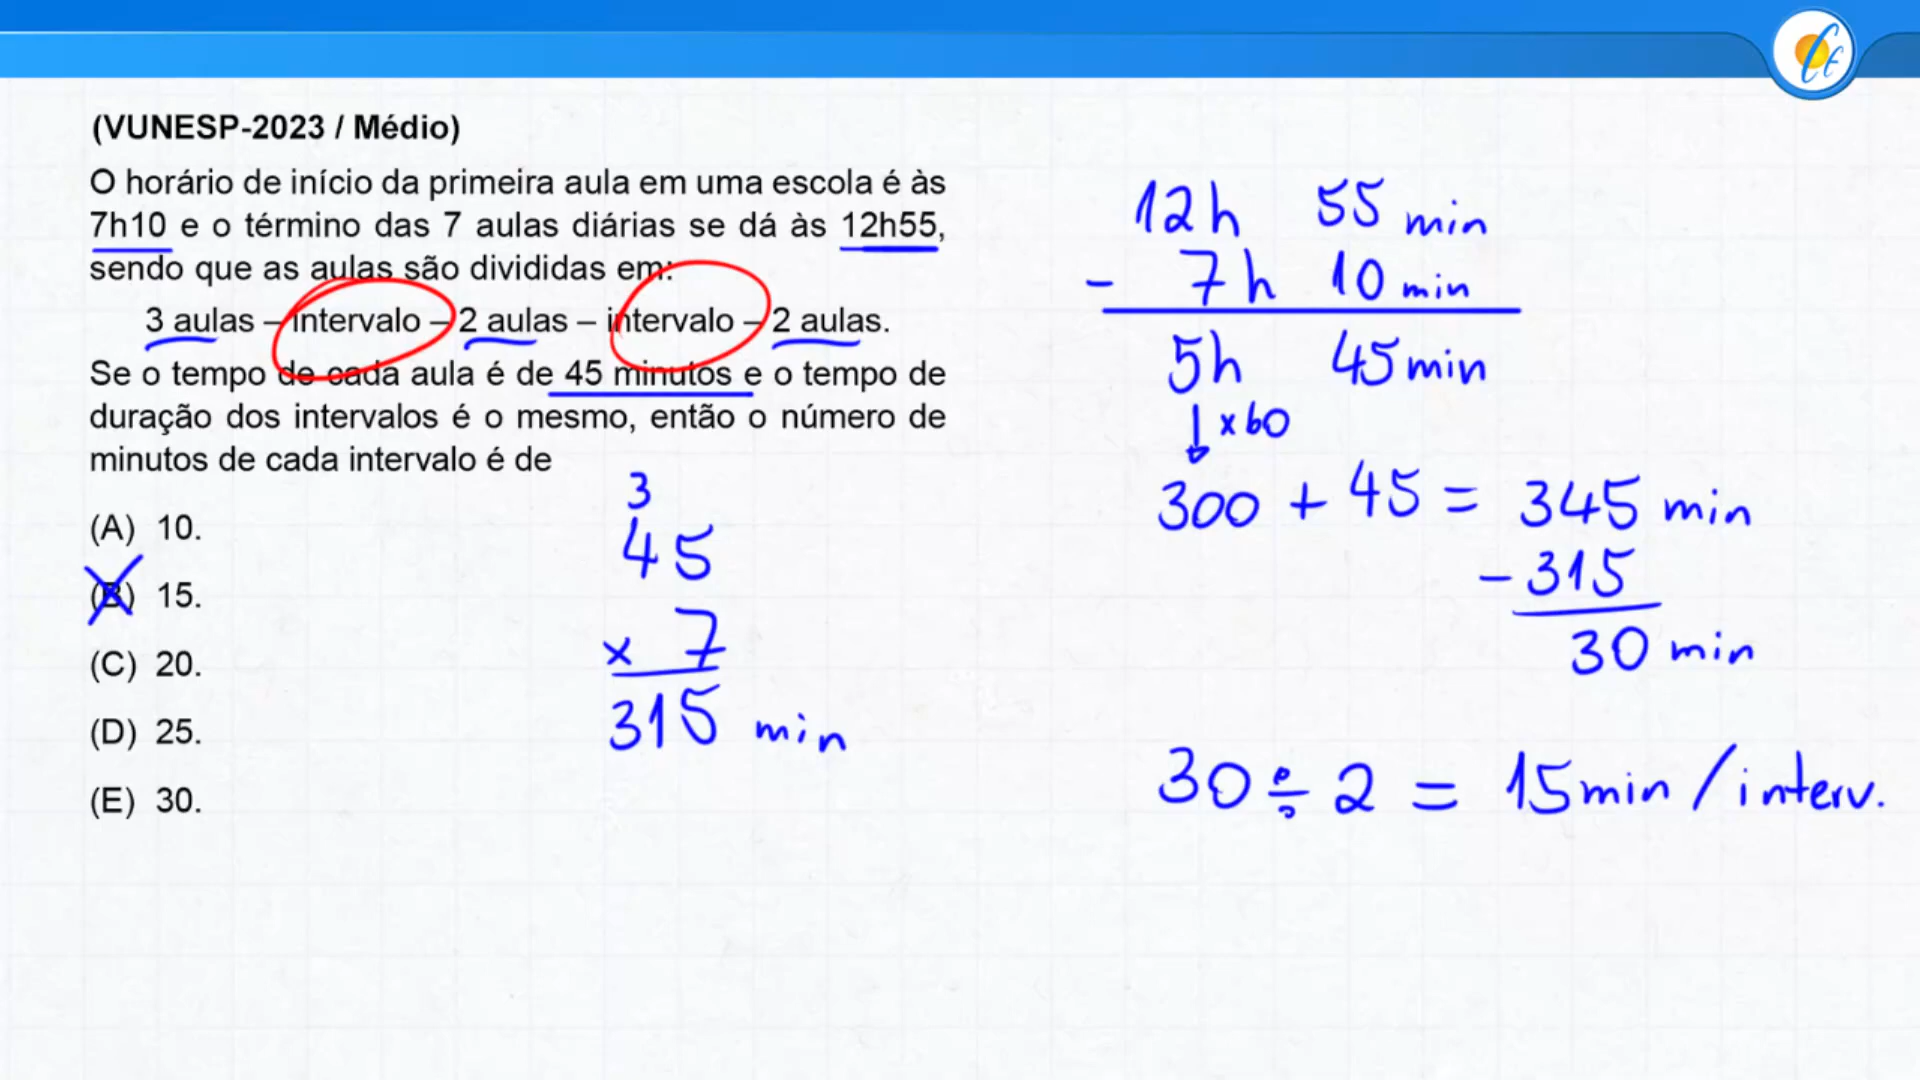 (VUNESP-2023 / Médio)
O horário de início da primeira aula em uma escola é às
7h10 e o término das 7 aulas diárias se dá às 12h55,
sendo que as aulas são divididas em:
3 aulas – intervalo – 2 aulas – intervalo – 2 aulas.
Se o tempo de cada aula é de 45 minutos e o tempo de
duração dos intervalos é o mesmo, então o número de
minutos de cada intervalo é de
(A) 10.
(B) 15.
(C) 20.
(D) 25.
(E) 30.
3
45
x 7
315 min
12h 55 min
- 7h 10 min
5h 45min
x60
300 + 45 = 345 min
- 315
30 min
30 ÷ 2 = 15min / interv.